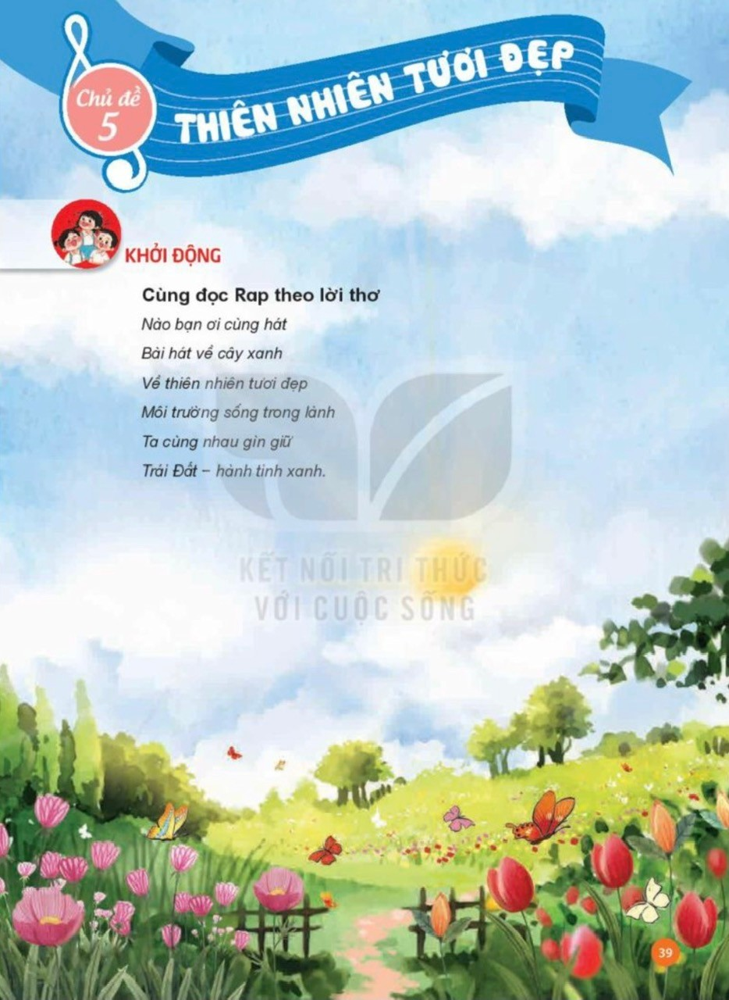 Chủ đề
5
THIÊN NHIÊN TƯƠI ĐẸP
KHỞI ĐỘNG
Cùng đọc Rap theo lời thơ
Nào bạn ơi cùng hát
Bài hát về cây xanh
Về thiên nhiên tươi đẹp
Môi trường sống trong lành
Ta cùng nhau gìn giữ
Trái Đất – hành tinh xanh.
KẾT NỐI TRI THỨC
VỚI CUỘC SỐNG
39